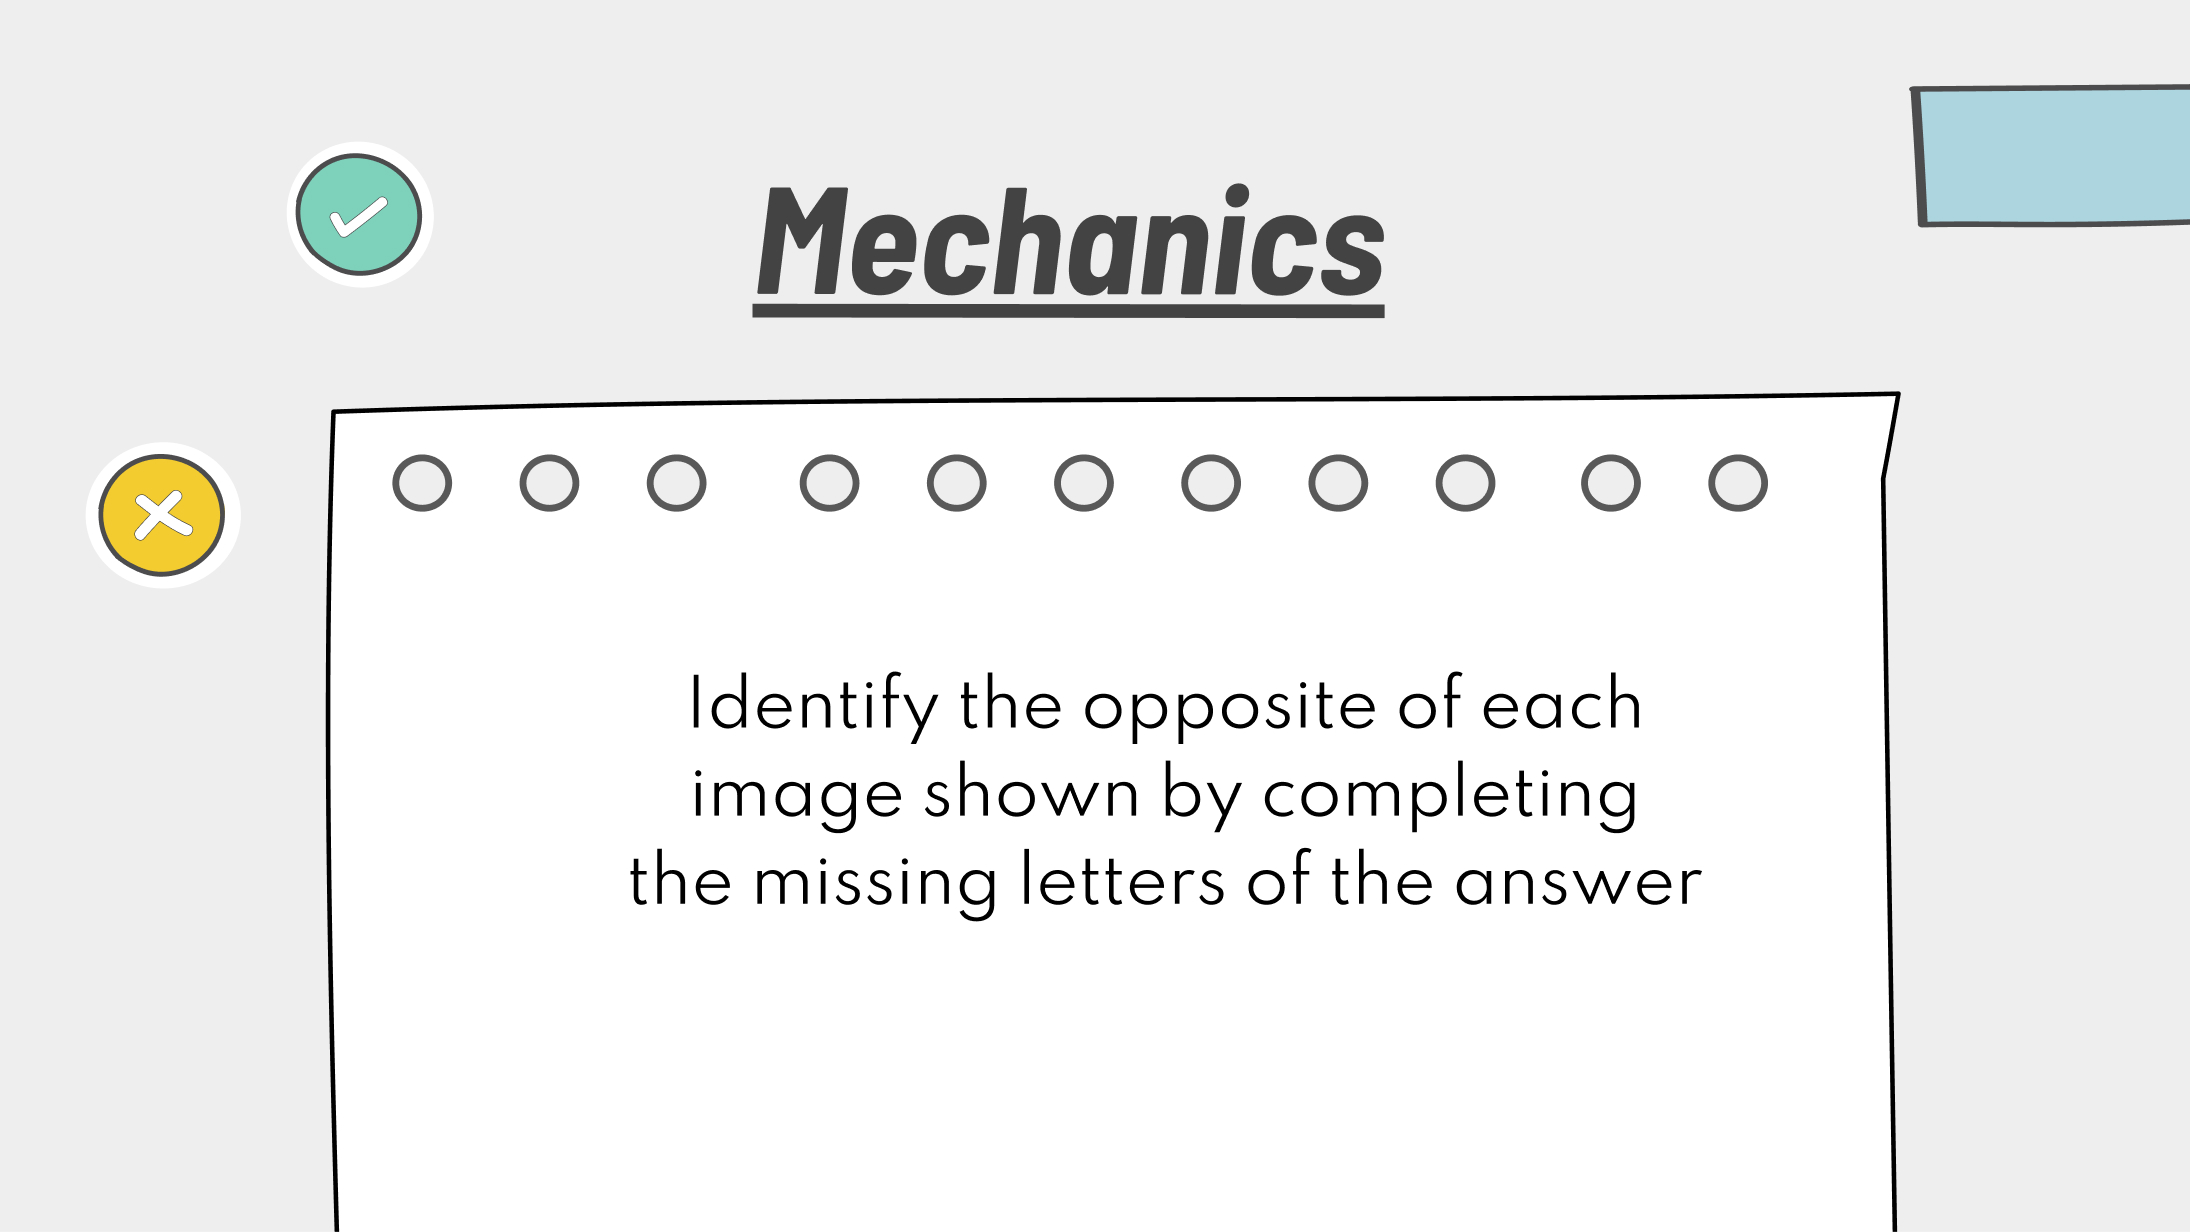 Mechanics
Identify the opposite of each
image shown by completing
the missing letters of the answer